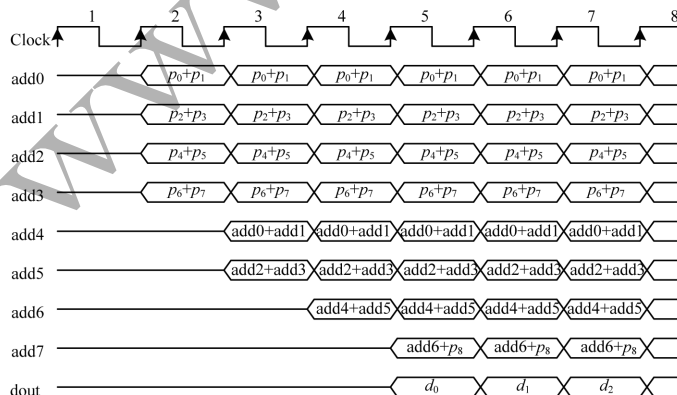 1 2 3 4 5 6 7 8
Clock
add0 p₀+p₁ p₀+p₁ p₀+p₁ p₀+p₁ p₀+p₁ p₀+p₁
add1 p₂+p₃ p₂+p₃ p₂+p₃ p₂+p₃ p₂+p₃ p₂+p₃
add2 p₄+p₅ p₄+p₅ p₄+p₅ p₄+p₅ p₄+p₅ p₄+p₅
add3 p₆+p₇ p₆+p₇ p₆+p₇ p₆+p₇ p₆+p₇ p₆+p₇
add4 add0+add1 add0+add1 add0+add1 add0+add1 add0+add1
add5 add2+add3 add2+add3 add2+add3 add2+add3 add2+add3
add6 add4+add5 add4+add5 add4+add5 add4+add5
add7 add6+p₈ add6+p₈ add6+p₈
dout d₀ d₁ d₂